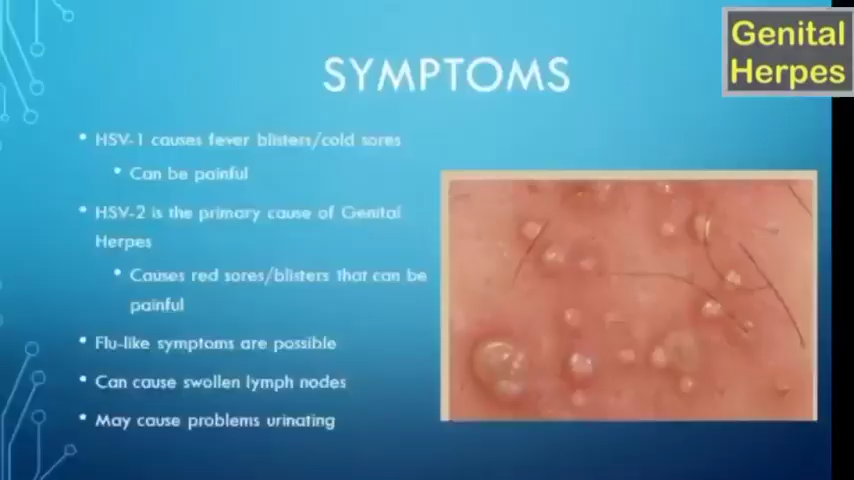 Genital
Herpes
SYMPTOMS
• HSV-1 causes fever blisters/cold sores
• Can be painful
• HSV-2 is the primary cause of Genital
Herpes
• Causes red sores/blisters that can be
painful
• Flu-like symptoms are possible
• Can cause swollen lymph nodes
• May cause problems urinating